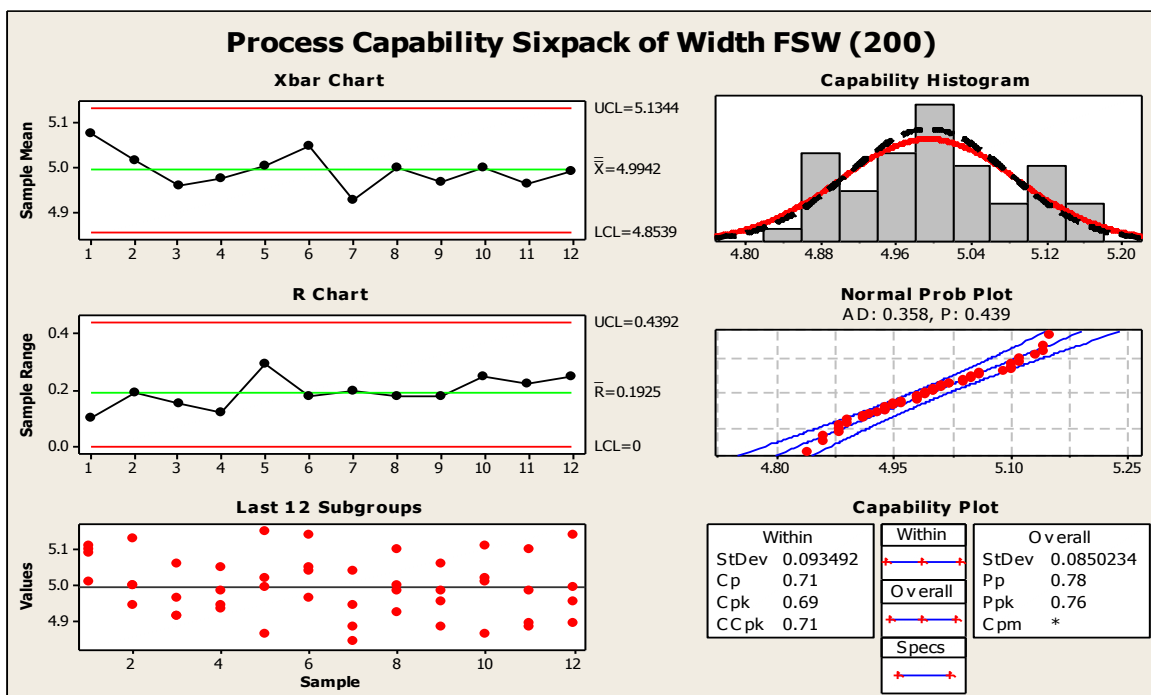 Process Capability Sixpack of Width FSW (200)
Xbar Chart
Sample Mean
5.1
5.0
4.9
1 2 3 4 5 6 7 8 9 10 11 12
UCL=5.1344
X=4.9942
LCL=4.8539
Capability Histogram
4.80 4.88 4.96 5.04 5.12 5.20
R Chart
Sample Range
0.4
0.2
0.0
1 2 3 4 5 6 7 8 9 10 11 12
UCL=0.4392
R=0.1925
LCL=0
Normal Prob Plot
AD: 0.358, P: 0.439
4.80 4.95 5.10 5.25
Last 12 Subgroups
Values
5.1
5.0
4.9
2 4 6 8 10 12
Sample
Capability Plot
Within
StDev 0.093492
Cp 0.71
Cpk 0.69
CCpk 0.71
Within
Overall
Specs
Overall
StDev 0.0850234
Pp 0.78
Ppk 0.76
Cpm *